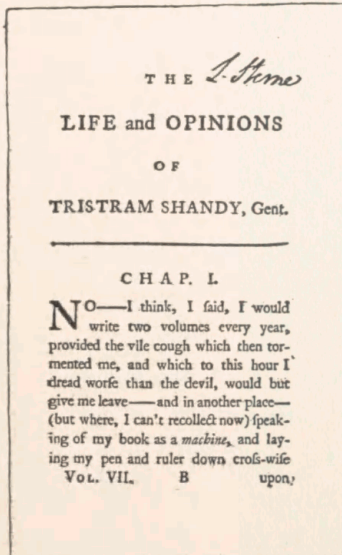 THE L. Sterne
LIFE and OPINIONS
OF
TRISTRAM SHANDY, Gent.
CHAP. I.
NO——I think, I ſaid, I would
write two volumes every year,
provided the vile cough which then tor-
mented me, and which to this hour I
dread worſe than the devil, would but
give me leave——and in another place—
(but where, I can't recollect now) ſpeak-
ing of my book as a machine, and lay-
ing my pen and ruler down croſs-wiſe
VOL. VII. B upon